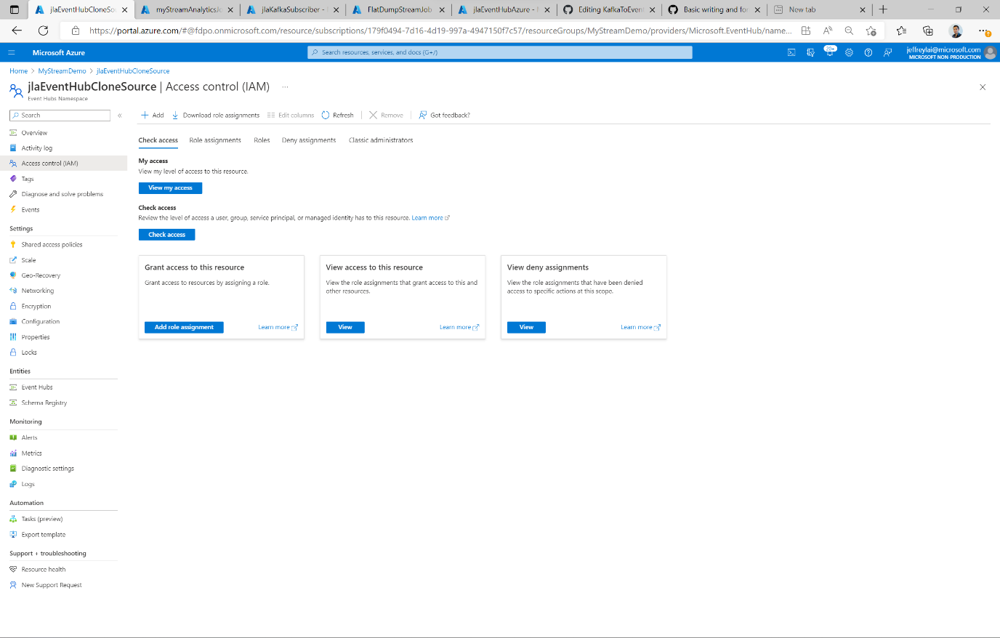 jlaEventHubCloneSou
myStreamAnalyticsJo
jlaKafkaSubscriber -
FlatDumpStreamJob
jlaEventHubAzure -
Editing KafkaToEvent
Basic writing and for
New tab
https://portal.azure.com/#@fdpo.onmicrosoft.com/resource/subscriptions/179f0494-7d16-4d19-997a-4947150f7c57/resourceGroups/MyStreamDemo/providers/Microsoft.EventHub/name...
Microsoft Azure
Search resources, services, and docs (G+/)
20+
jeffreylai@microsoft.com
MICROSOFT NON-PRODUCTION
Home > MyStreamDemo > jlaEventHubCloneSource
jlaEventHubCloneSource | Access control (IAM) ...
Event Hubs Namespace
Search
«
Add
Download role assignments
Edit columns
Refresh
Remove
Got feedback?
Overview
Activity log
Access control (IAM)
Tags
Diagnose and solve problems
Events
Settings
Shared access policies
Scale
Geo-Recovery
Networking
Encryption
Configuration
Properties
Locks
Entities
Event Hubs
Schema Registry
Monitoring
Alerts
Metrics
Diagnostic settings
Logs
Automation
Tasks (preview)
Export template
Support + troubleshooting
Resource health
New Support Request
Check access
Role assignments
Roles
Deny assignments
Classic administrators
My access
View my level of access to this resource.
View my access
Check access
Review the level of access a user, group, service principal, or managed identity has to this resource. Learn more
Check access
Grant access to this resource
Grant access to resources by assigning a role.
Add role assignment
Learn more
View access to this resource
View the role assignments that grant access to this and
other resources.
View
Learn more
View deny assignments
View the role assignments that have been denied
access to specific actions at this scope.
View
Learn more